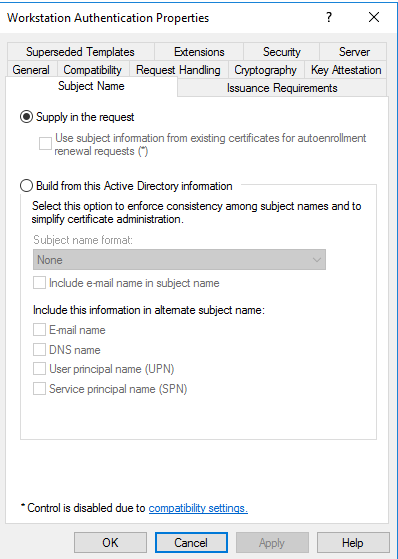 Workstation Authentication Properties ? X
Superseded Templates Extensions Security Server
General Compatibility Request Handling Cryptography Key Attestation
Subject Name Issuance Requirements
Supply in the request
Use subject information from existing certificates for autoenrollment
renewal requests (*)
Build from this Active Directory information
Select this option to enforce consistency among subject names and to
simplify certificate administration.
Subject name format:
None
Include e-mail name in subject name
Include this information in alternate subject name:
E-mail name
DNS name
User principal name (UPN)
Service principal name (SPN)
* Control is disabled due to compatibility settings.
OK Cancel Apply Help